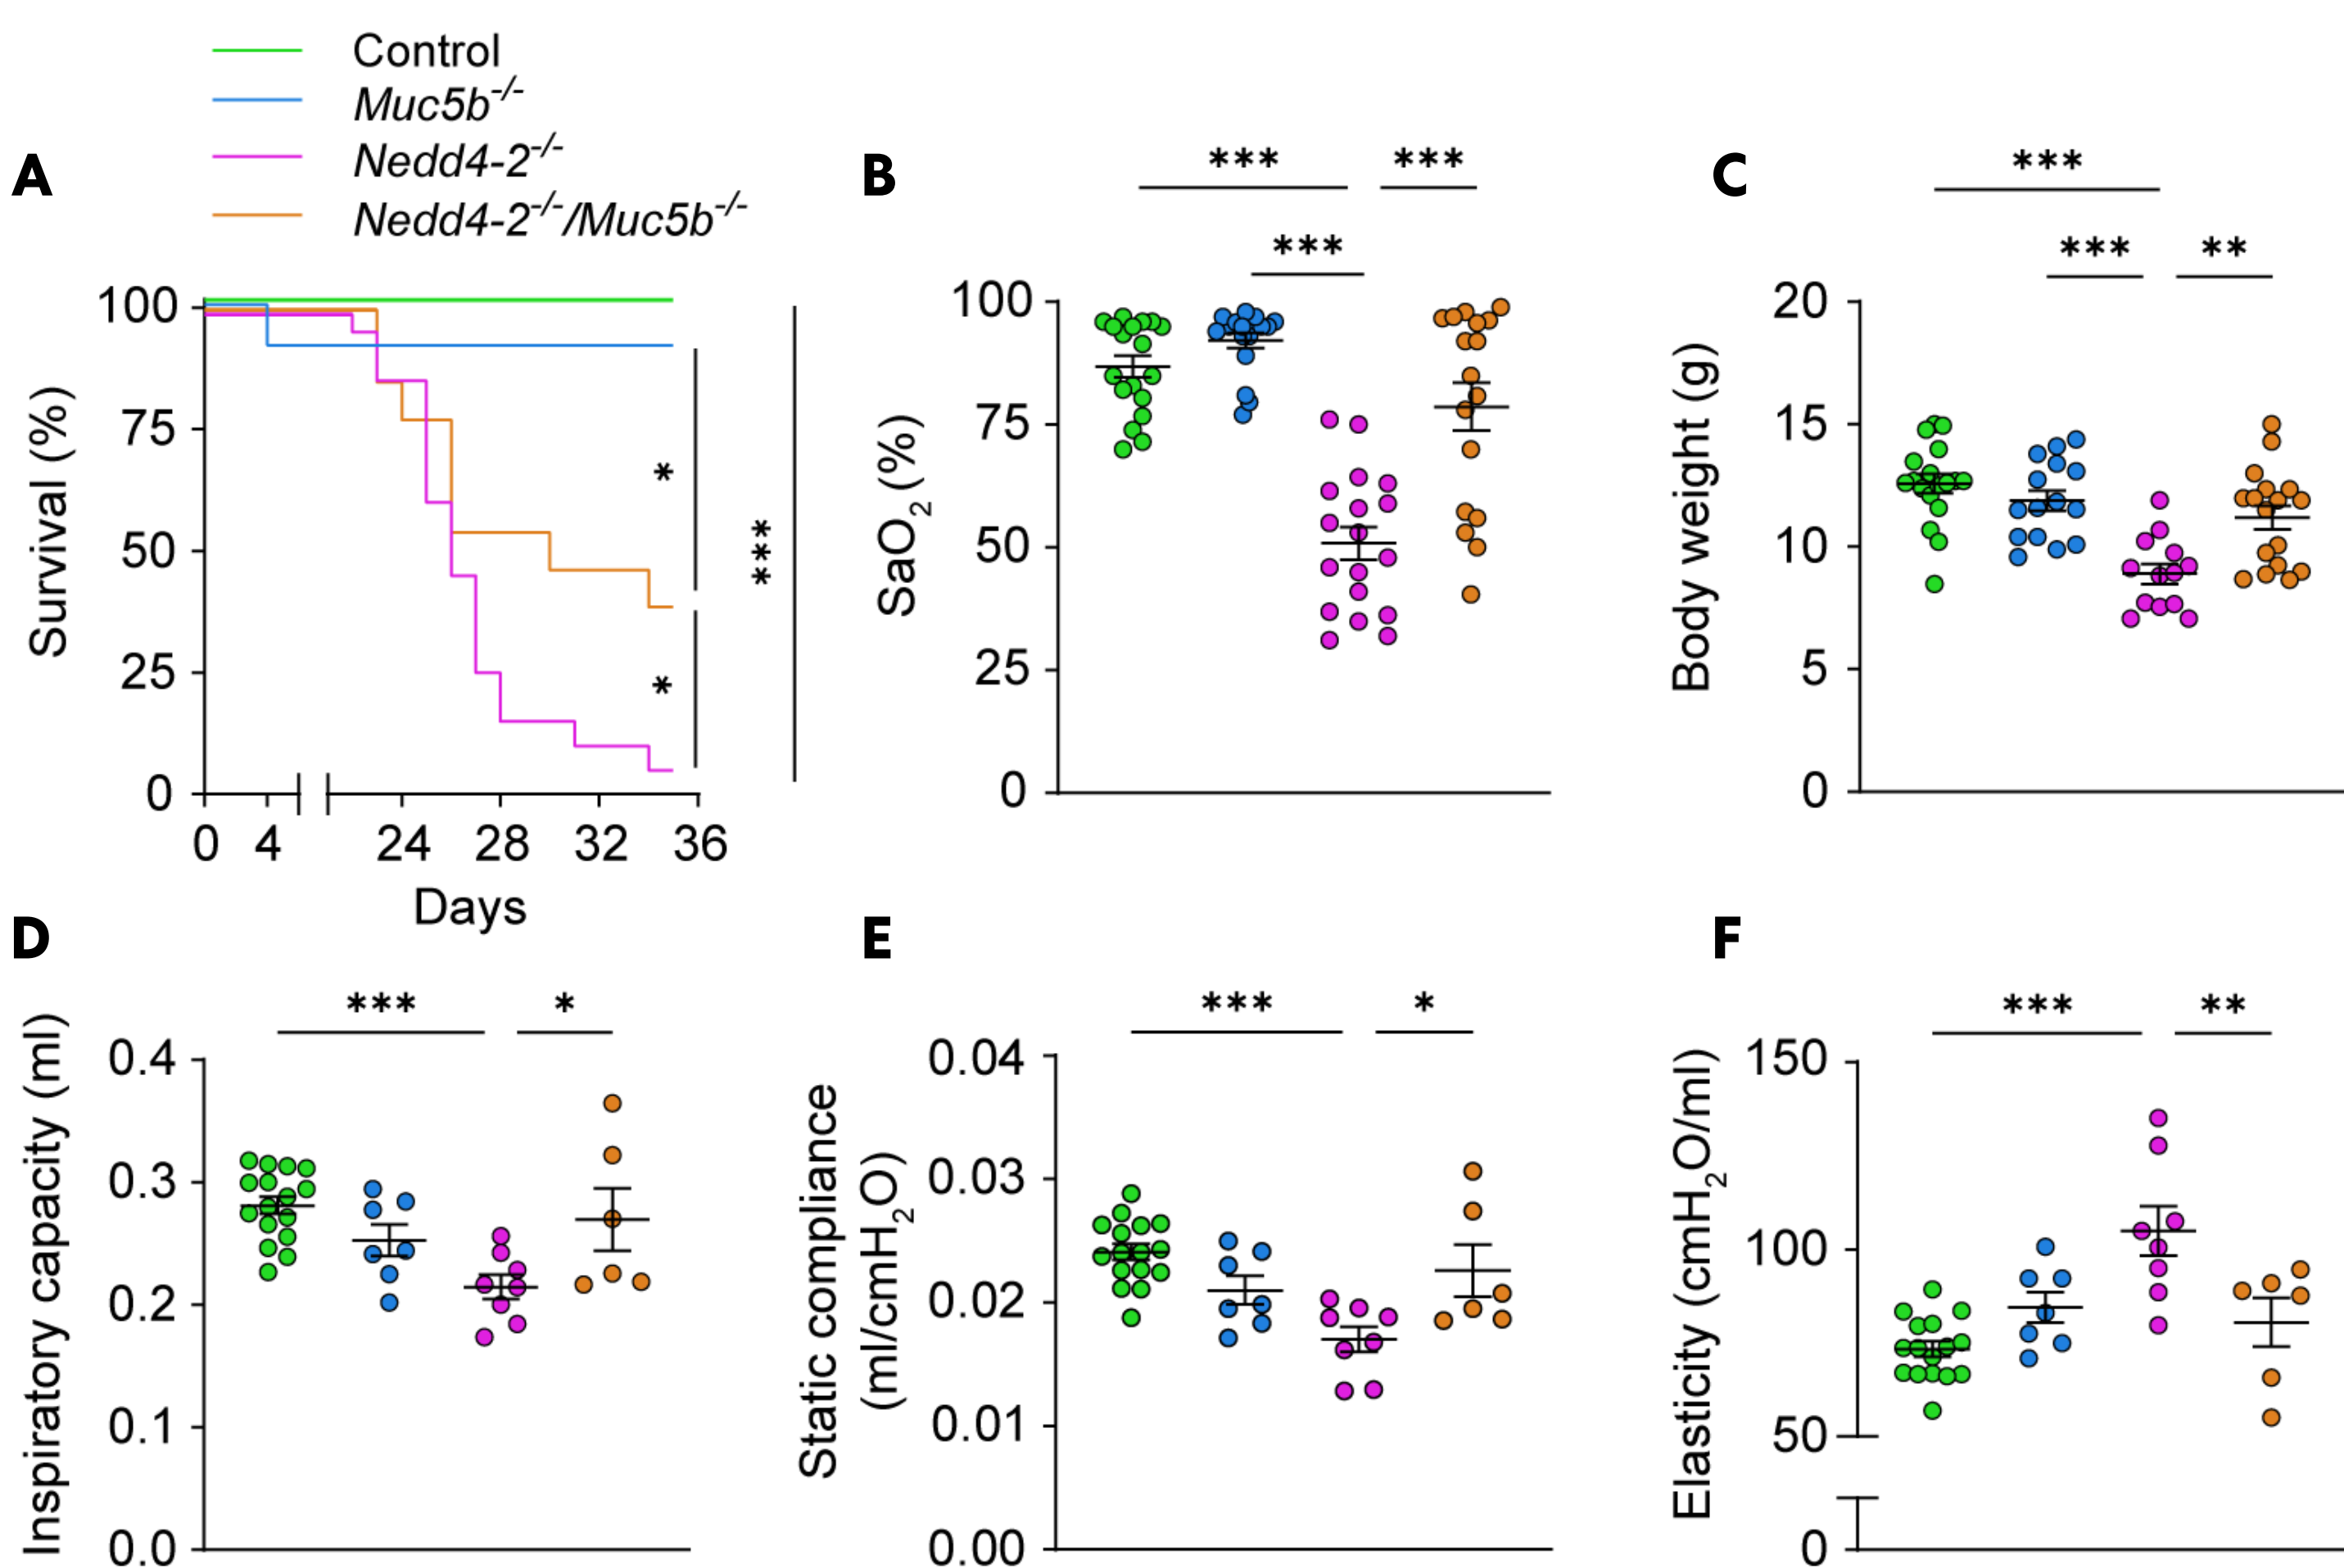 Control
Muc5b-/-
Nedd4-2-/-
Nedd4-2-/-/Muc5b-/-
A
100
75
50
25
0
Survival (%)
0 4 24 28 32 36
Days
*
*
***
B
*** ***
***
100
75
50
25
0
SaO2 (%)
C
***
*** **
20
15
10
5
0
Body weight (g)
D
*** *
0.4
0.3
0.2
0.1
0.0
Inspiratory capacity (ml)
E
*** *
0.04
0.03
0.02
0.01
0.00
Static compliance
(ml/cmH2O)
F
*** **
150
100
50
0
Elasticity (cmH2O/ml)